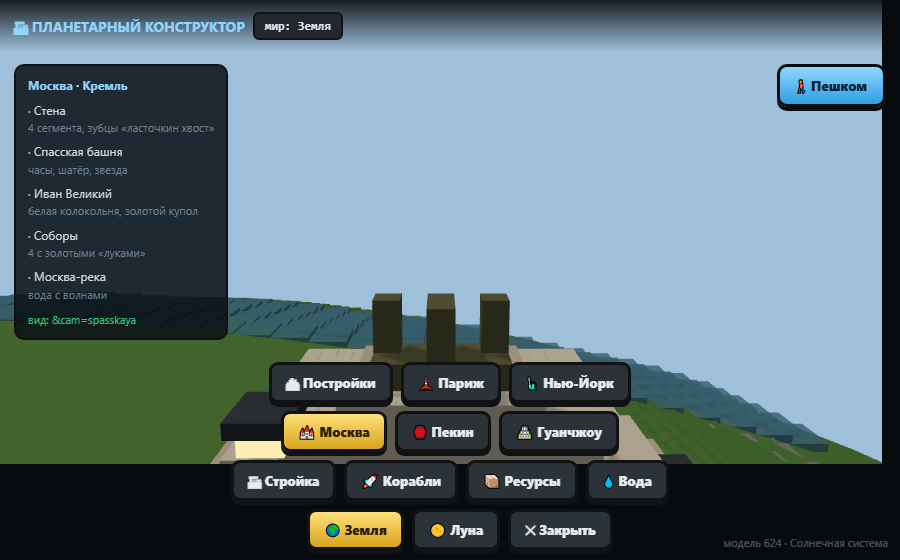 ПЛАНЕТАРНЫЙ КОНСТРУКТОР
мир: Земля
Москва · Кремль
· Стена
4 сегмента, зубцы «ласточкин хвост»
· Спасская башня
часы, шатёр, звезда
· Иван Великий
белая колокольня, золотой купол
· Соборы
4 с золотыми «луками»
· Москва-река
вода с волнами
вид: &cam=spasskaya
Пешком
Постройки
Париж
Нью-Йорк
Москва
Пекин
Гуанчжоу
Стройка
Корабли
Ресурсы
Вода
Земля
Луна
Закрыть
модель 624 · Солнечная система